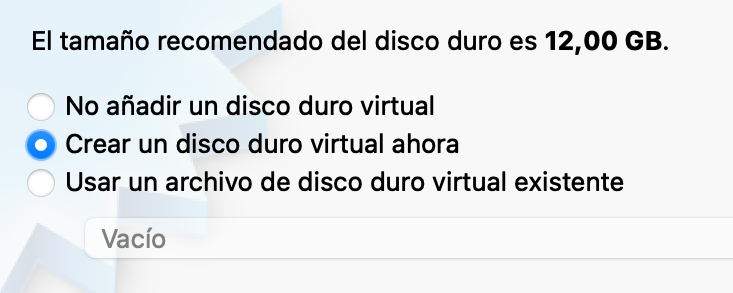 El tamaño recomendado del disco duro es 12,00 GB.
No añadir un disco duro virtual
Crear un disco duro virtual ahora
Usar un archivo de disco duro virtual existente
Vacío